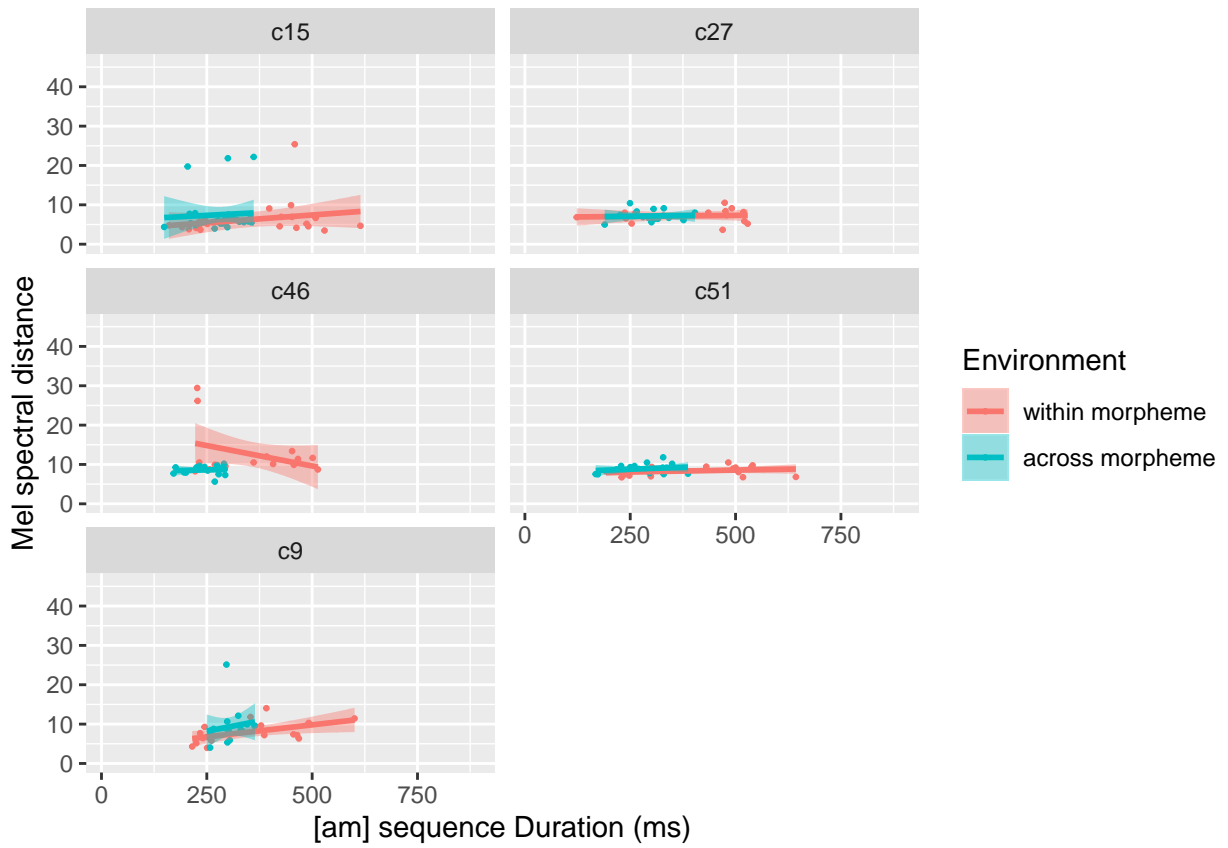 c15
c27
40
30
20
10
0
c46
c51
40
30
20
10
0
0
250
500
750
c9
40
30
20
10
0
0
250
500
750
Mel spectral distance
[am] sequence Duration (ms)
Environment
within morpheme
across morpheme